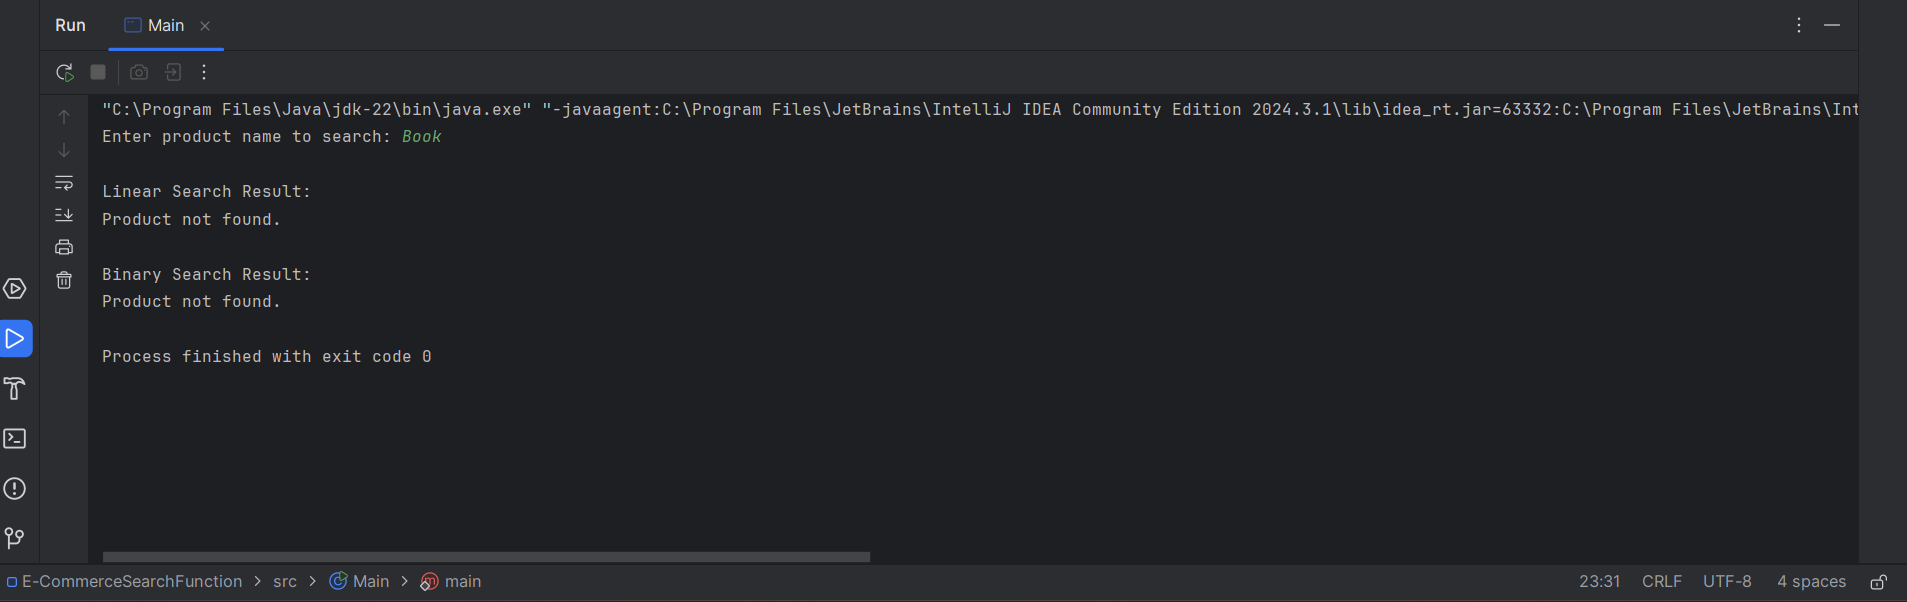 Run Main
"C:\Program Files\Java\jdk-22\bin\java.exe" "-javaagent:C:\Program Files\JetBrains\IntelliJ IDEA Community Edition 2024.3.1\lib\idea_rt.jar=63332:C:\Program Files\JetBrains\Int
Enter product name to search: Book
Linear Search Result:
Product not found.
Binary Search Result:
Product not found.
Process finished with exit code 0
E-CommerceSearchFunction > src > Main > main 23:31 CRLF UTF-8 4 spaces